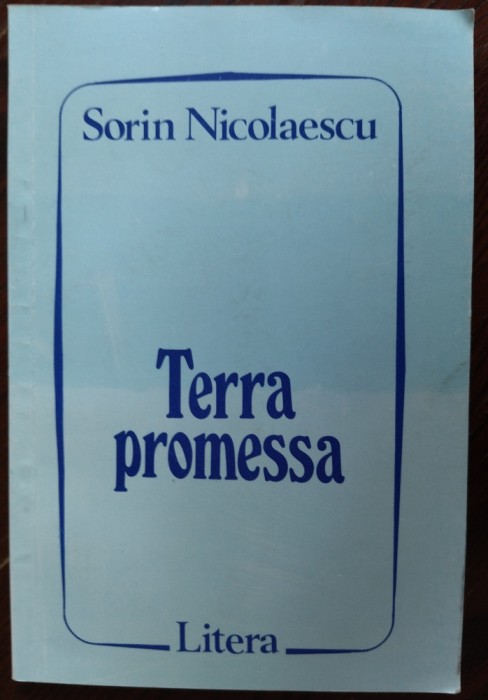 Sorin Nicolaescu
Terra
promessa
Litera